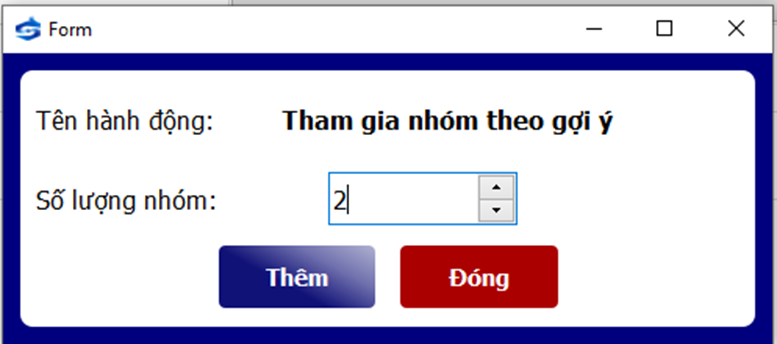 Form
Tên hành động: Tham gia nhóm theo gợi ý
Số lượng nhóm: 2
Thêm Đóng